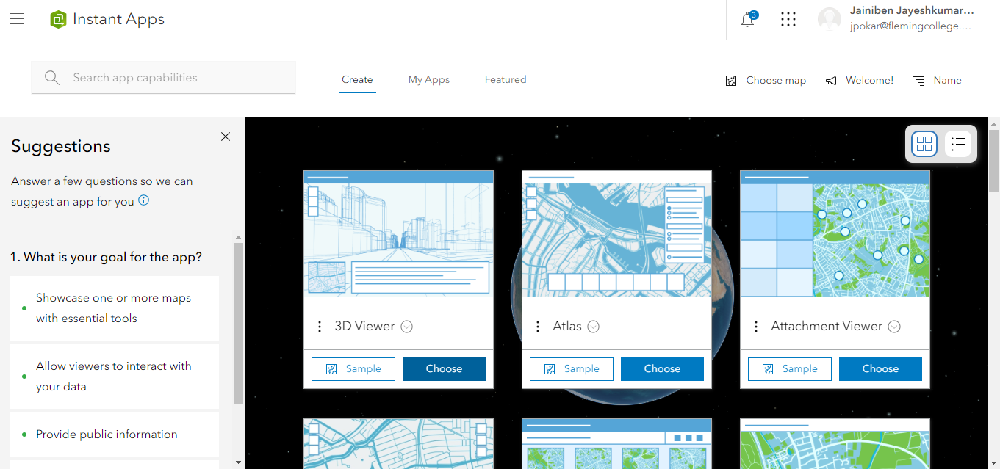 Instant Apps
3
Jainiben Jayeshkumar...
jpokar@flemingcollege....
Search app capabilities
Create
My Apps
Featured
Choose map
Welcome!
Name
Suggestions
Answer a few questions so we can
suggest an app for you
1. What is your goal for the app?
Showcase one or more maps
with essential tools
Allow viewers to interact with
your data
Provide public information
3D Viewer
Sample
Choose
Atlas
Sample
Choose
Attachment Viewer
Sample
Choose